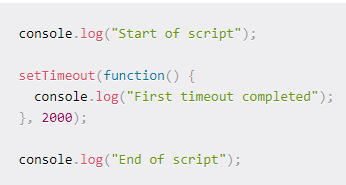 console.log("Start of script");
setTimeout(function() {
  console.log("First timeout completed");
}, 2000);
console.log("End of script");